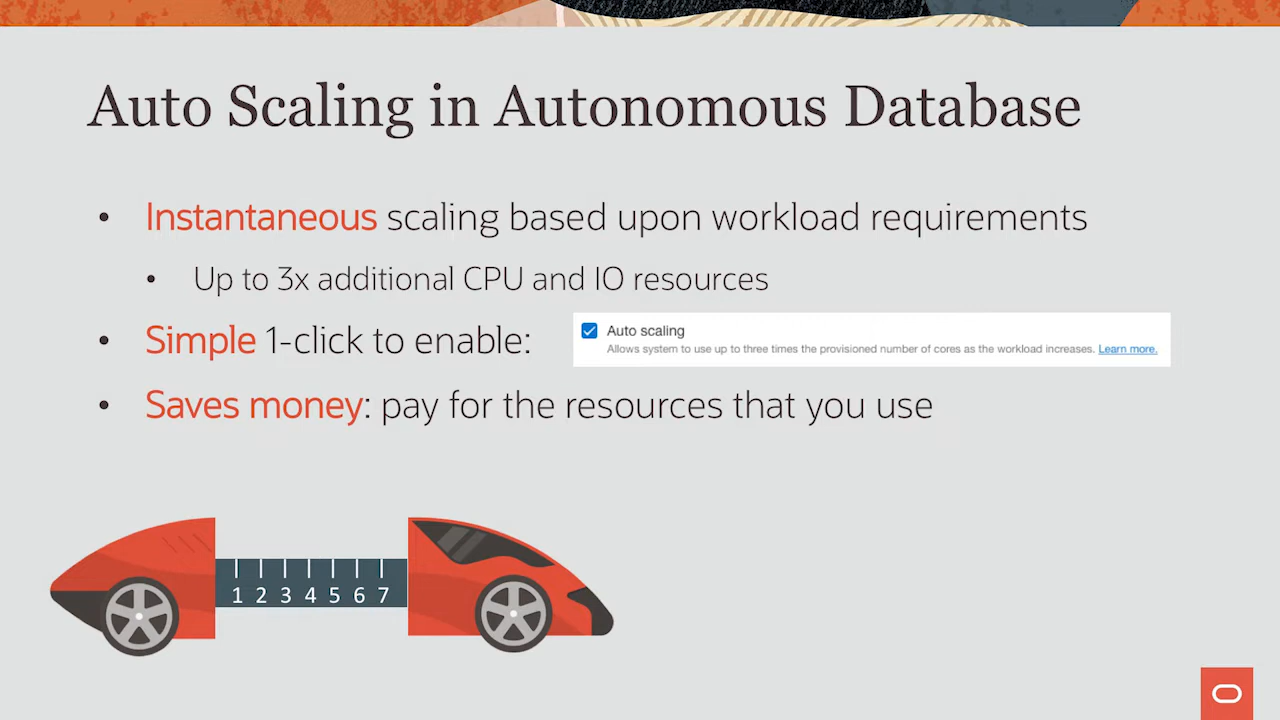 Auto Scaling in Autonomous Database
• Instantaneous scaling based upon workload requirements
• Up to 3x additional CPU and IO resources
• Simple 1-click to enable:
Auto scaling
Allows system to use up to three times the provisioned number of cores as the workload increases. Learn more.
• Saves money: pay for the resources that you use
1 2 3 4 5 6 7